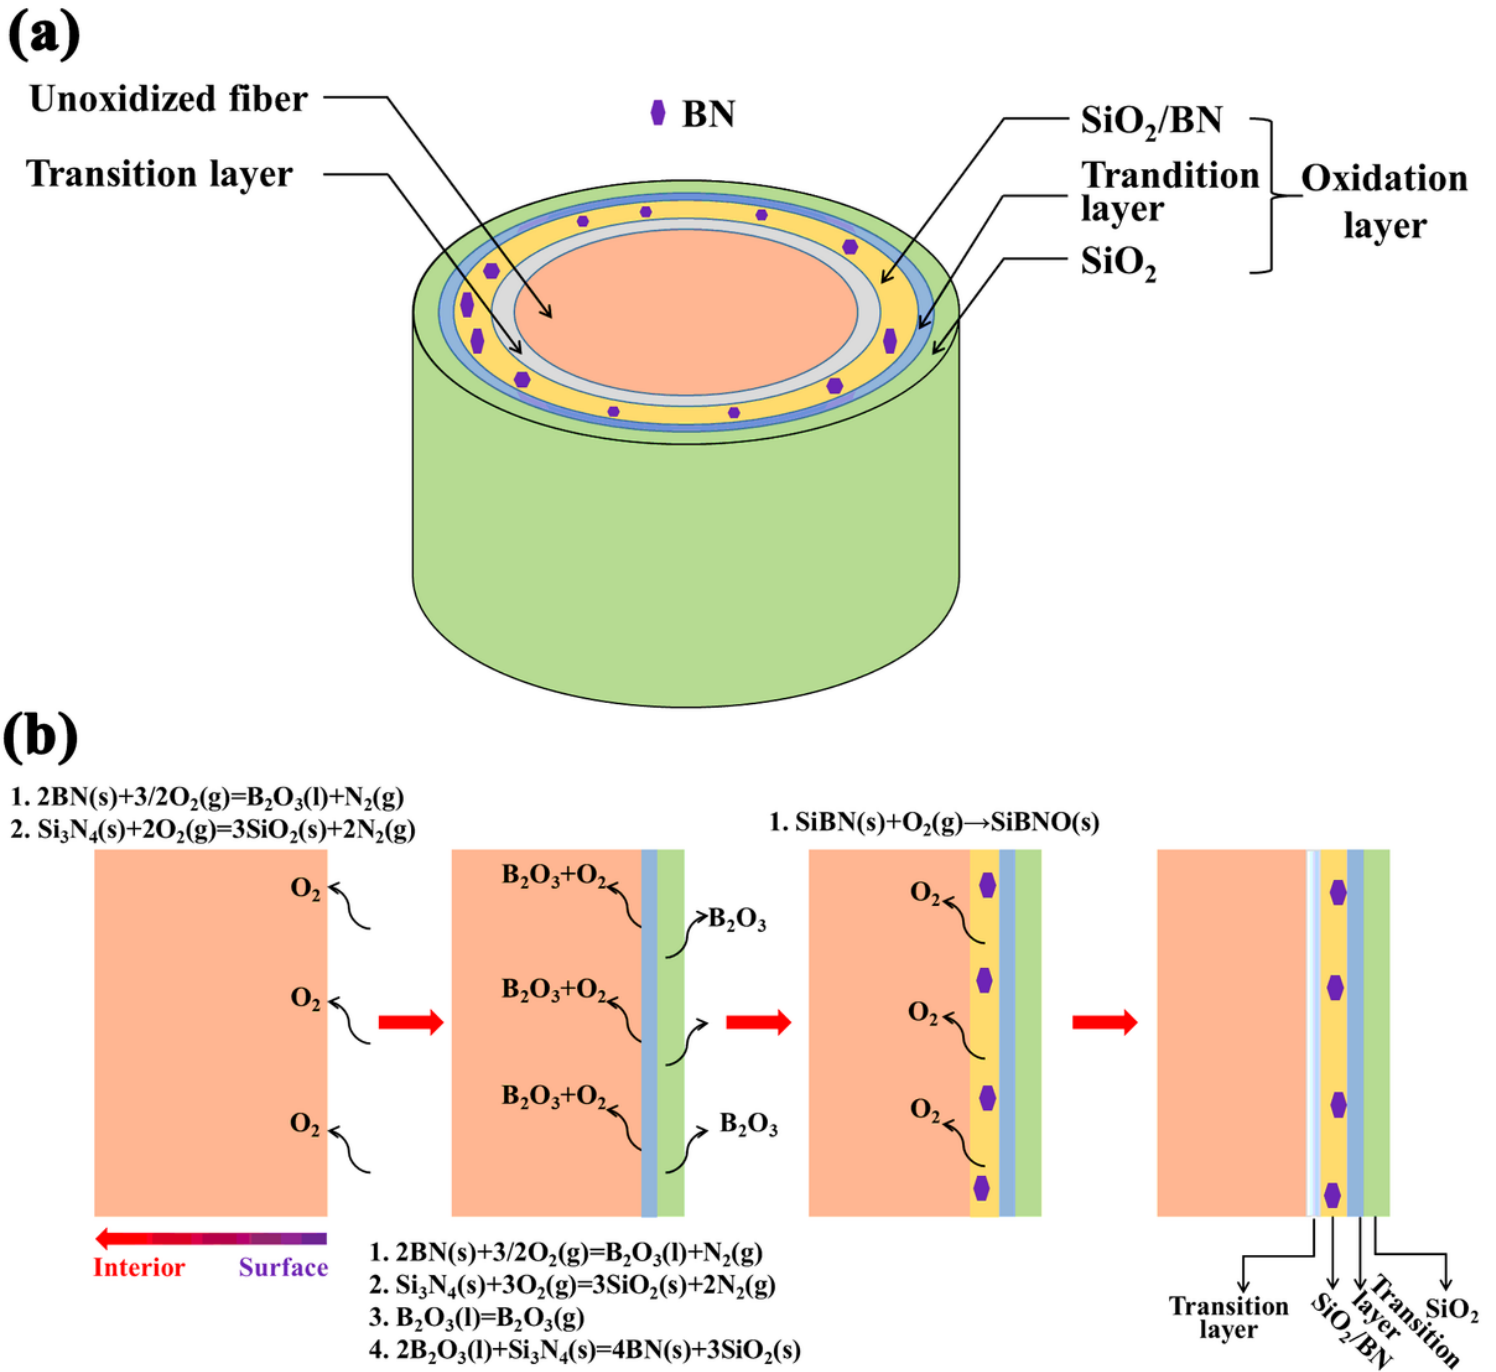 (a)
Unoxidized fiber
Transition layer
BN
SiO₂/BN
Trandition
layer
SiO₂
Oxidation
layer
(b)
1. 2BN(s)+3/2O₂(g)=B₂O₃(l)+N₂(g)
2. Si₃N₄(s)+2O₂(g)=3SiO₂(s)+2N₂(g)
1. SiBN(s)+O₂(g)→SiBNO(s)
O₂
O₂
O₂
B₂O₃+O₂
B₂O₃+O₂
B₂O₃+O₂
B₂O₃
B₂O₃
O₂
O₂
O₂
Interior
Surface
1. 2BN(s)+3/2O₂(g)=B₂O₃(l)+N₂(g)
2. Si₃N₄(s)+3O₂(g)=3SiO₂(s)+2N₂(g)
3. B₂O₃(l)=B₂O₃(g)
4. 2B₂O₃(l)+Si₃N₄(s)=4BN(s)+3SiO₂(s)
Transition
layer
SiO₂/BN
Transition
layer
SiO₂